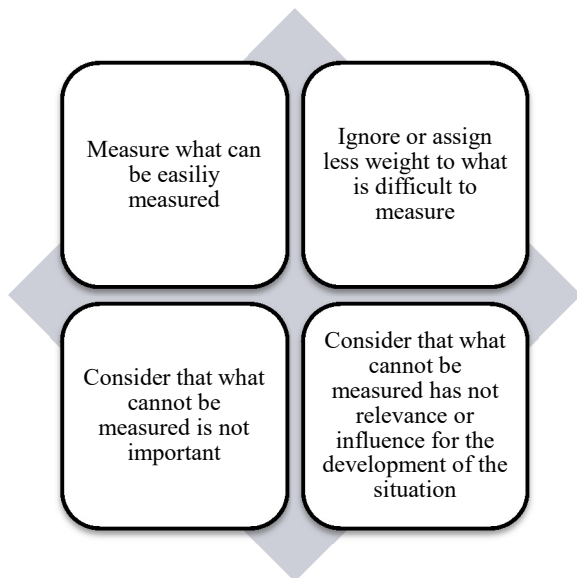 Measure what can
be easiliy
measured
Ignore or assign
less weight to what
is difficult to
measure
Consider that what
cannot be
measured is not
important
Consider that what
cannot be
measured has not
relevance or
influence for the
development of the
situation